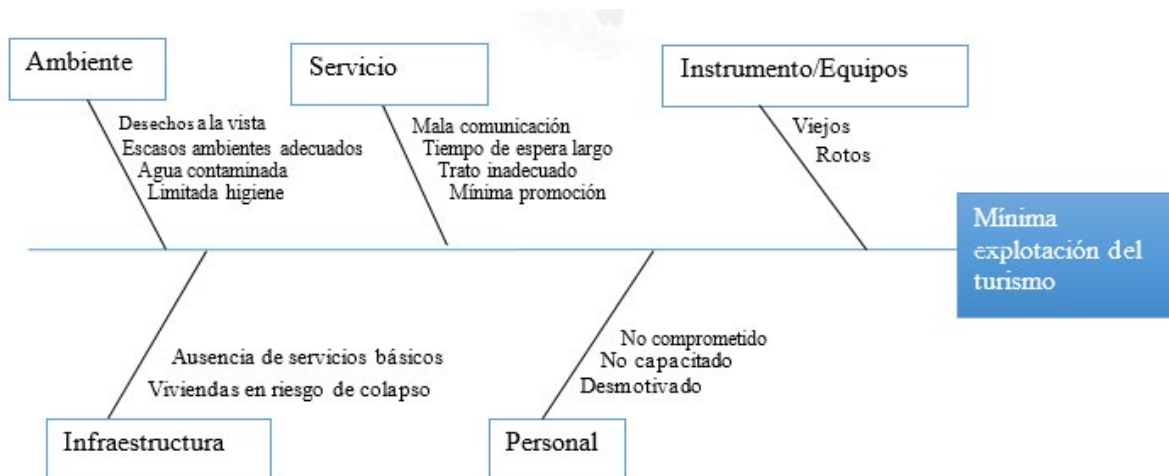 Ambiente
Servicio
Instrumento/Equipos
Desechos a la vista
Escasos ambientes adecuados
Agua contaminada
Limitada higiene
Mala comunicación
Tiempo de espera largo
Trato inadecuado
Mínima promoción
Viejos
Rotos
Mínima
explotación del
turismo
Ausencia de servicios básicos
Viviendas en riesgo de colapso
No comprometido
No capacitado
Desmotivado
Infraestructura
Personal